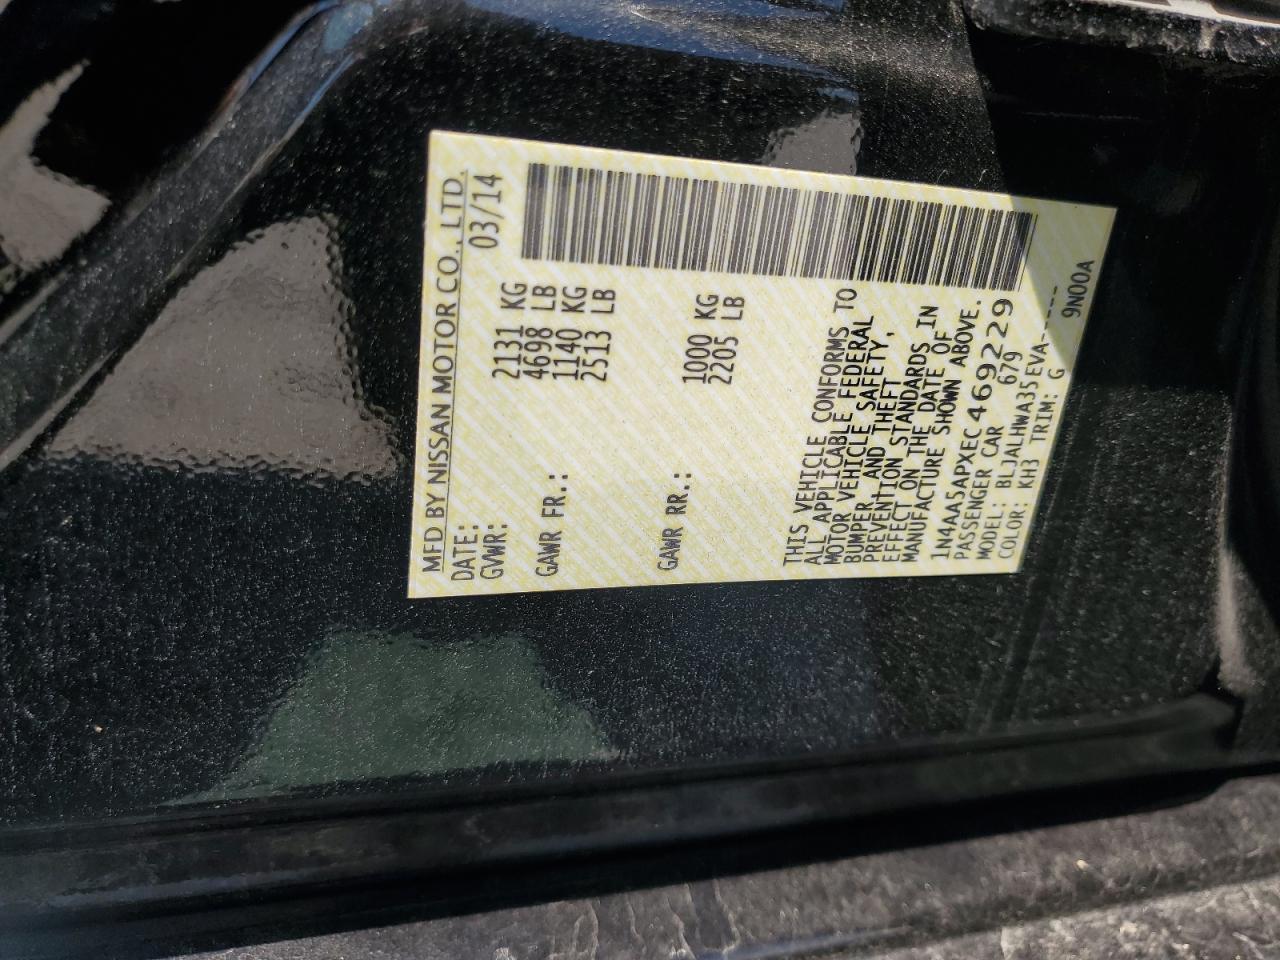 MFD BY NISSAN MOTOR CO., LTD.
DATE: 03/14
GVWR: 2131 KG
4698 LB
GAWR FR.: 1140 KG
2513 LB
GAWR RR.: 1000 KG
2205 LB
THIS VEHICLE CONFORMS TO
ALL APPLICABLE FEDERAL
MOTOR VEHICLE SAFETY,
BUMPER AND THEFT
PREVENTION STANDARDS IN
EFFECT ON THE DATE OF
MANUFACTURE SHOWN ABOVE.
1N4AA5APXEC469229
PASSENGER CAR 679
MODEL: BLJALHWA35EVA-----
COLOR: KH3 TRIM: G
9N00A